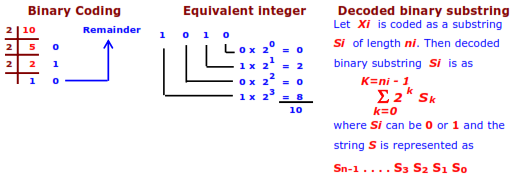 Binary Coding
2 10
Remainder
2 5 0
2 2 1
1 0
Equivalent integer
1 0 1 0
0 x 2^0 = 0
1 x 2^1 = 2
0 x 2^2 = 0
1 x 2^3 = 8
10
Decoded binary substring
Let Xi is coded as a substring
Si of length ni. Then decoded
binary substring Si is as
K=ni - 1
Σ 2^k Sk
k=0
where Si can be 0 or 1 and the
string S is represented as
Sn-1 . . . . S3 S2 S1 S0